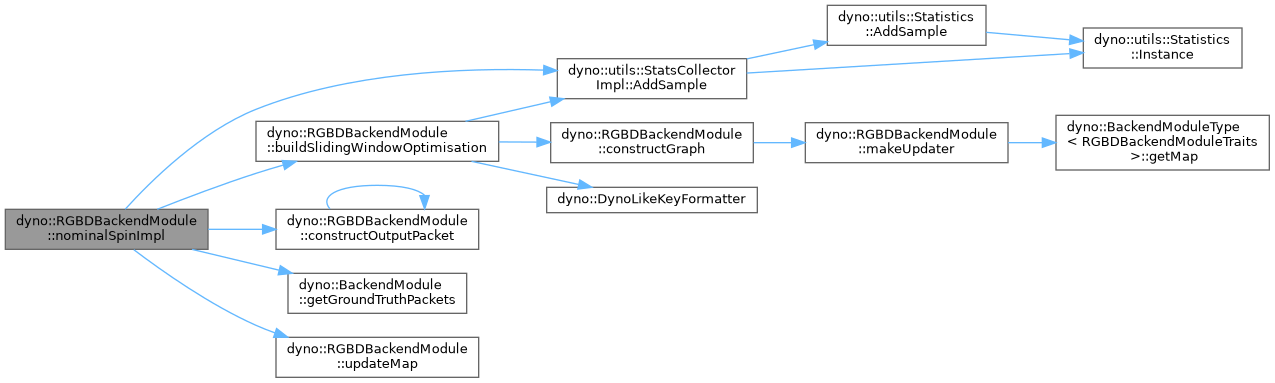 dyno::utils::Statistics
::AddSample
dyno::utils::Statistics
::Instance
dyno::utils::StatsCollector
Impl::AddSample
dyno::RGBDBackendModule
::buildSlidingWindowOptimisation
dyno::RGBDBackendModule
::constructGraph
dyno::RGBDBackendModule
::makeUpdater
dyno::BackendModuleType
< RGBDBackendModuleTraits
>::getMap
dyno::DynoLikeKeyFormatter
dyno::RGBDBackendModule
::nominalSpinImpl
dyno::RGBDBackendModule
::constructOutputPacket
dyno::BackendModule
::getGroundTruthPackets
dyno::RGBDBackendModule
::updateMap